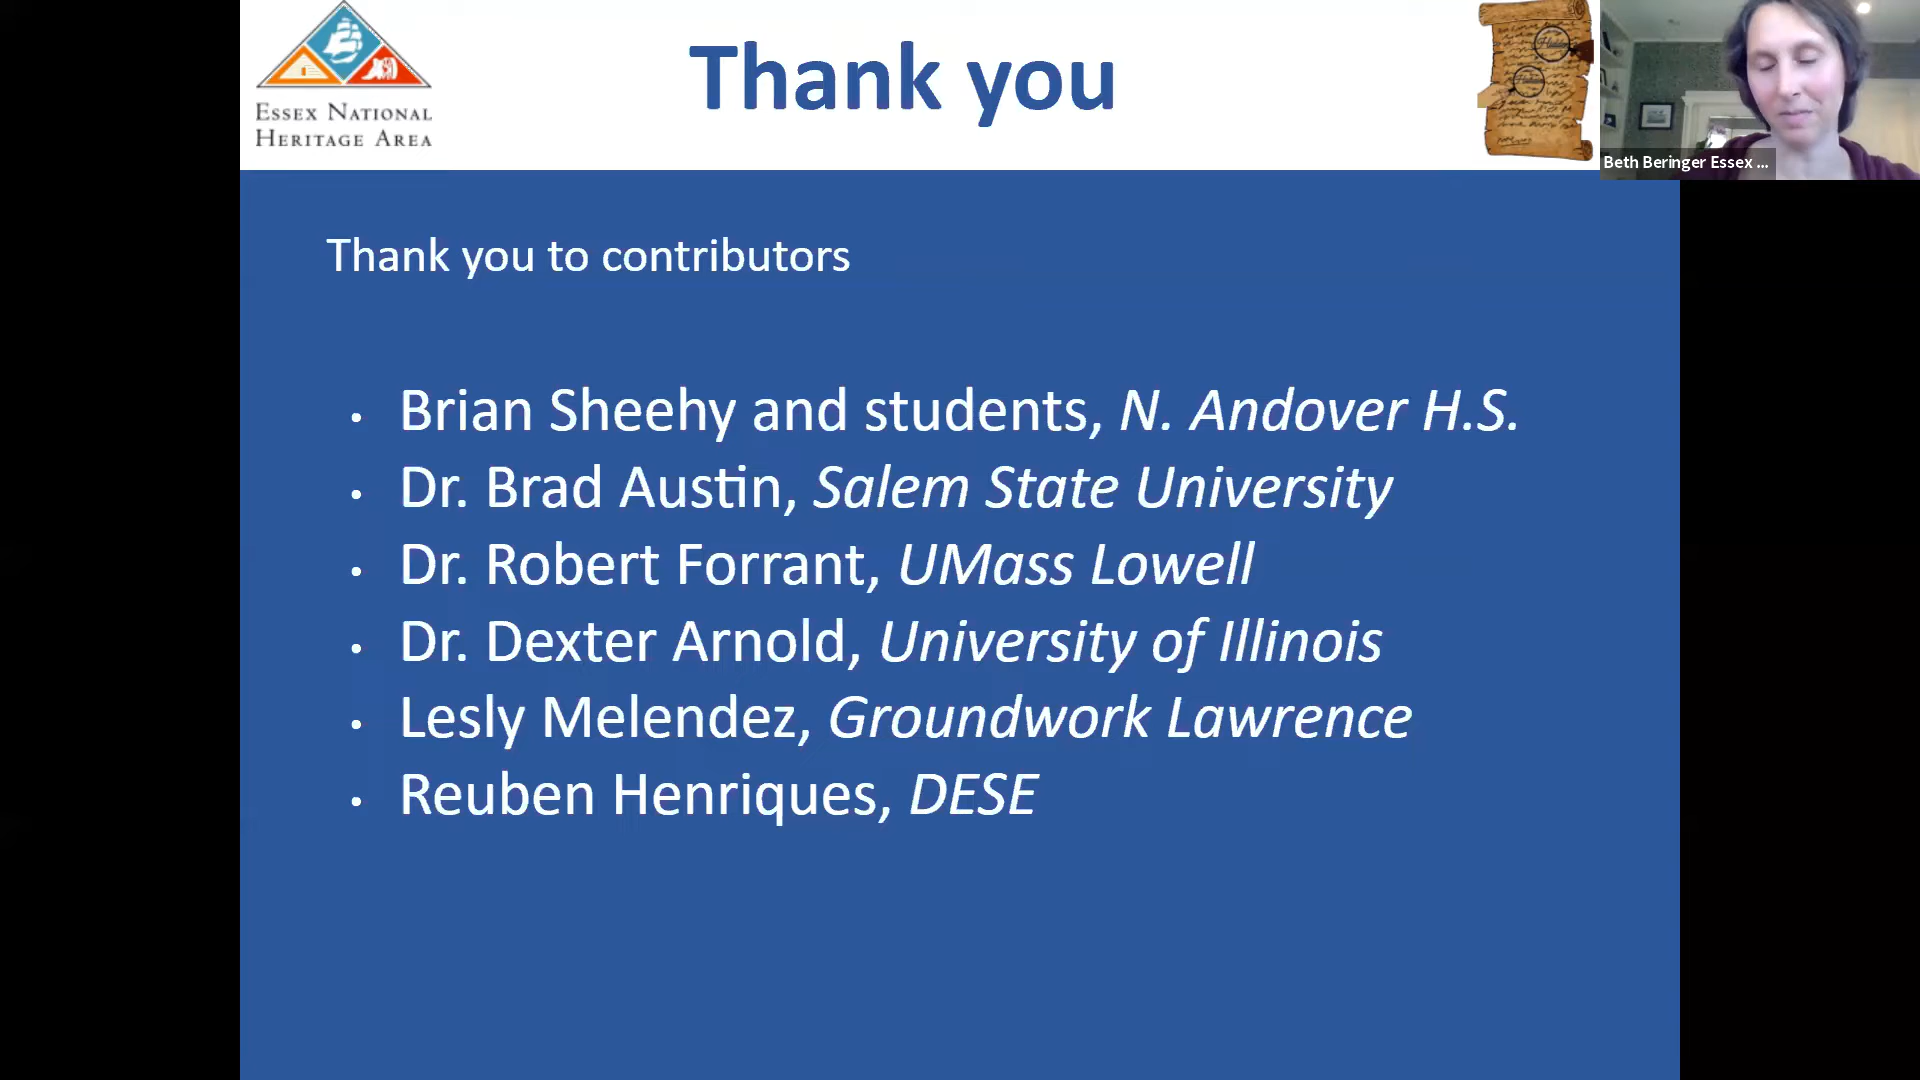 Thank you
ESSEX NATIONAL
HERITAGE AREA
Beth Beringer Essex ...
Thank you to contributors
• Brian Sheehy and students, N. Andover H.S.
• Dr. Brad Austin, Salem State University
• Dr. Robert Forrant, UMass Lowell
• Dr. Dexter Arnold, University of Illinois
• Lesly Melendez, Groundwork Lawrence
• Reuben Henriques, DESE